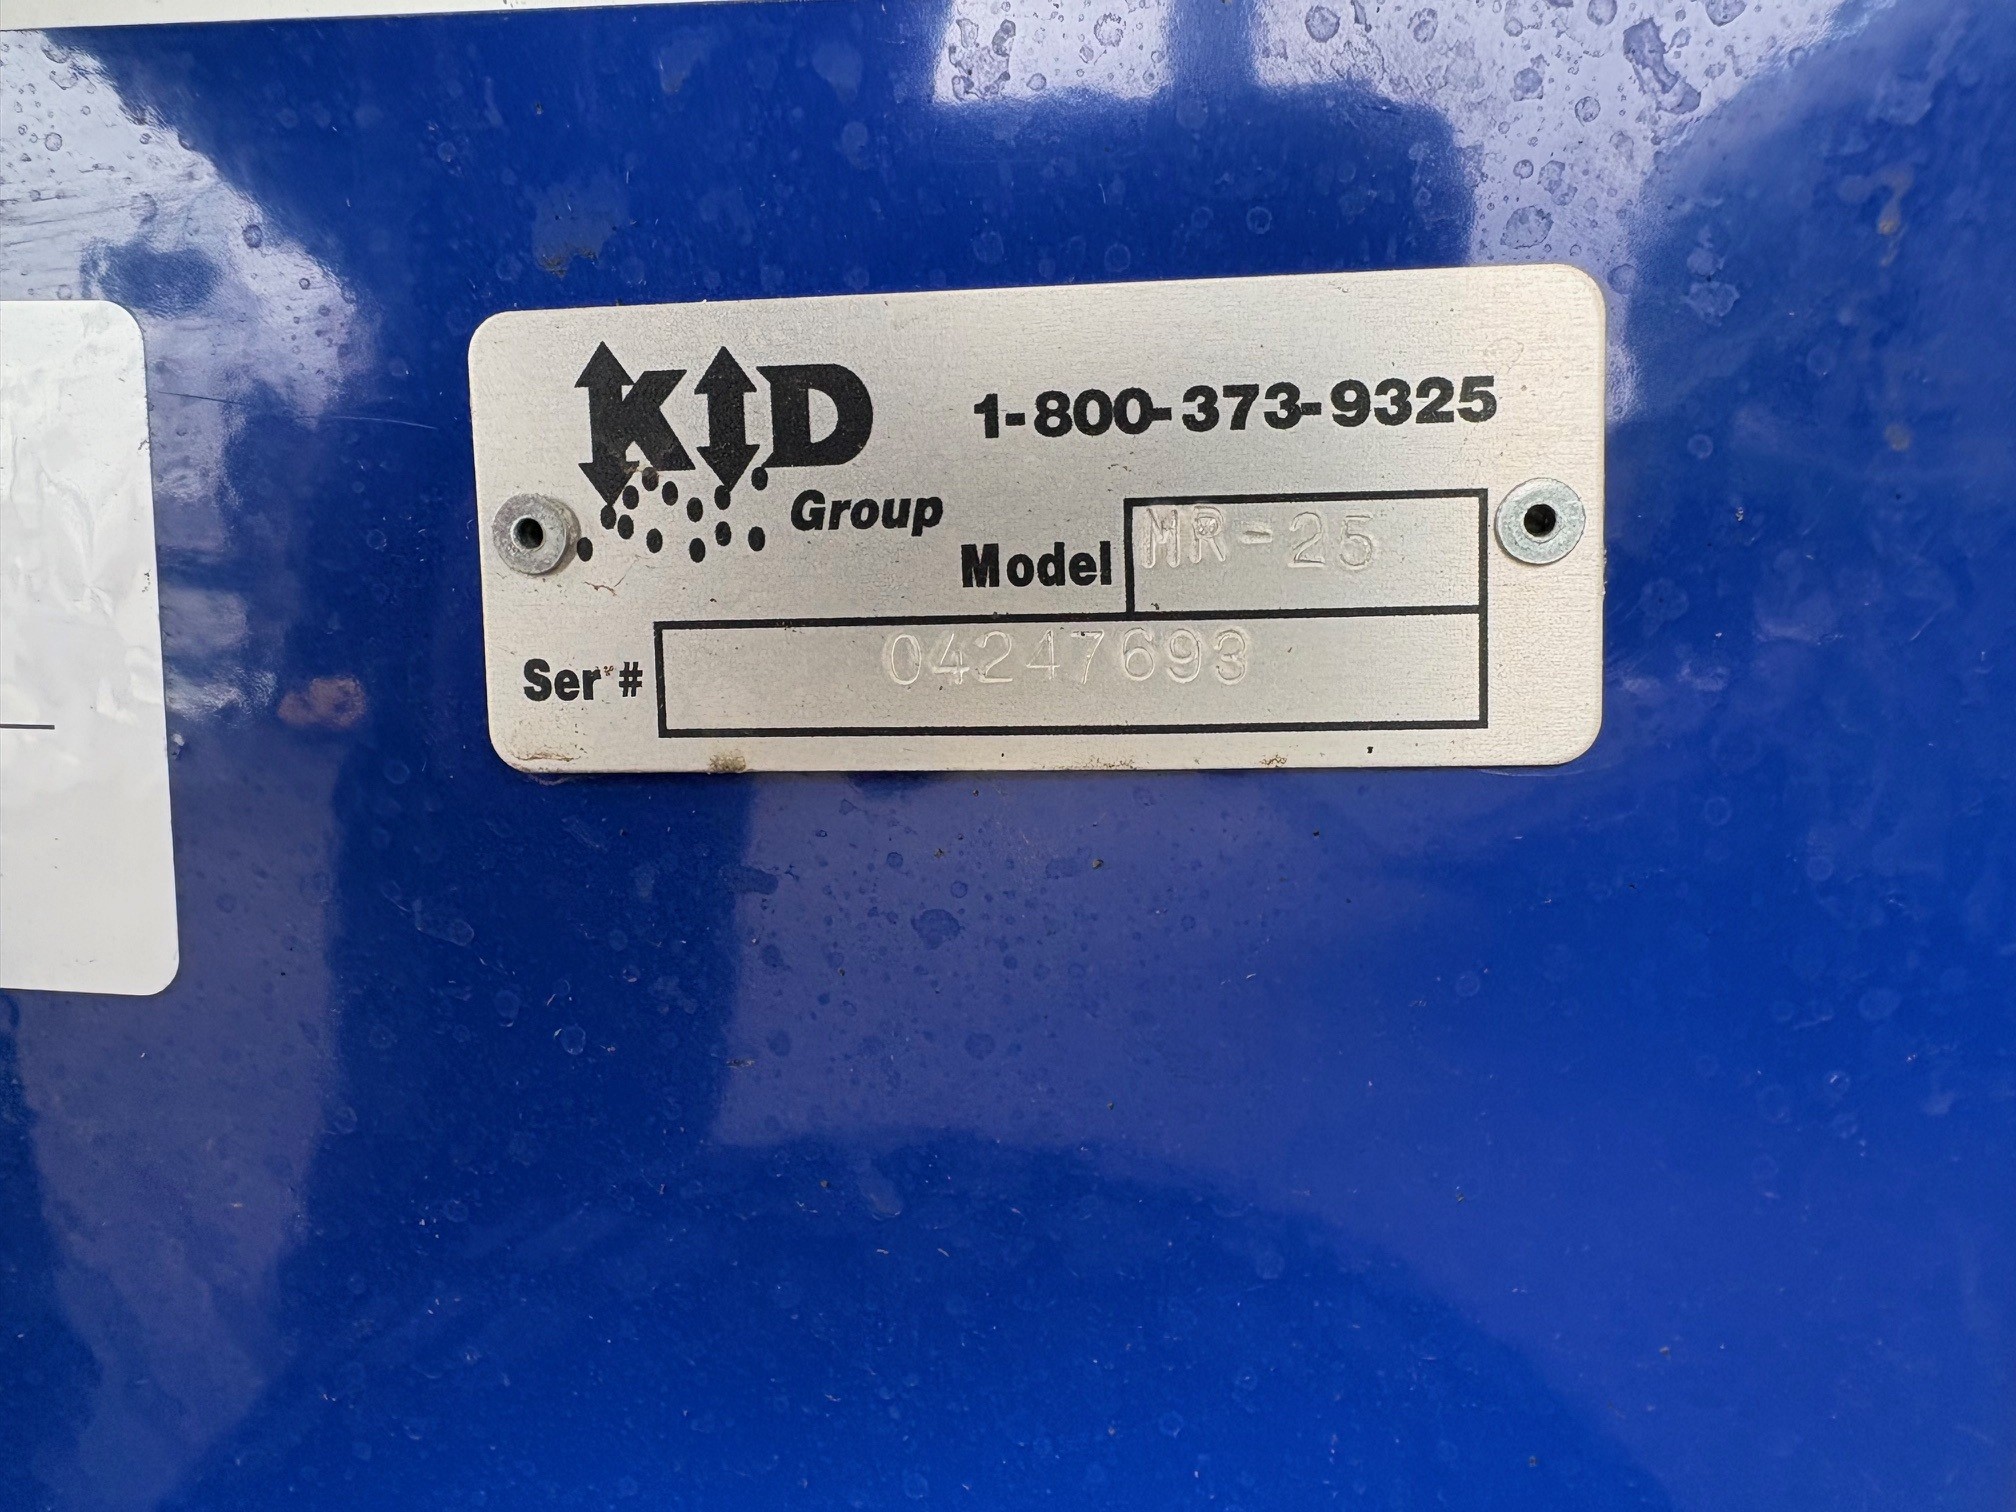 KID 1-800-373-9325
Group
Model MR-25
Ser # 04247693